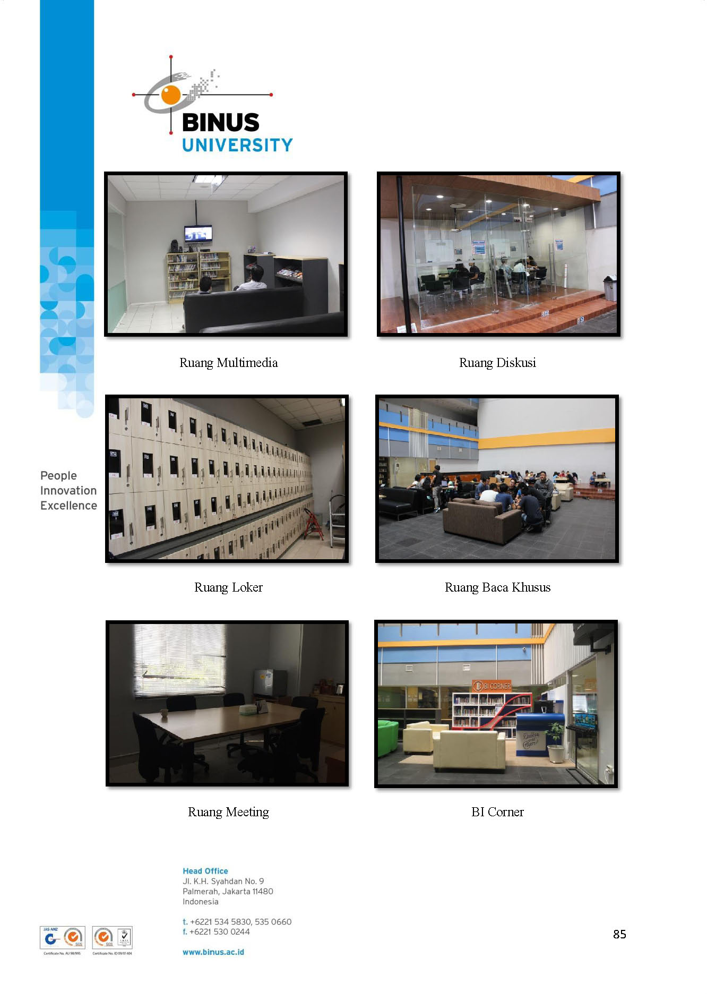 BINUS
UNIVERSITY
Ruang Multimedia
Ruang Diskusi
Ruang Loker
Ruang Baca Khusus
People
Innovation
Excellence
BI CORNER
Ruang Meeting
BI Corner
Head Office
Jl. K.H. Syahdan No. 9
Palmerah, Jakarta 11480
Indonesia
t. +6221 534 5830, 535 0660
f. +6221 530 0244
www.binus.ac.id
JAS-ANZ
SGS
SGS
UKAS
Certificate No. AU 98/995
Certificate No. ID 09/01404
85